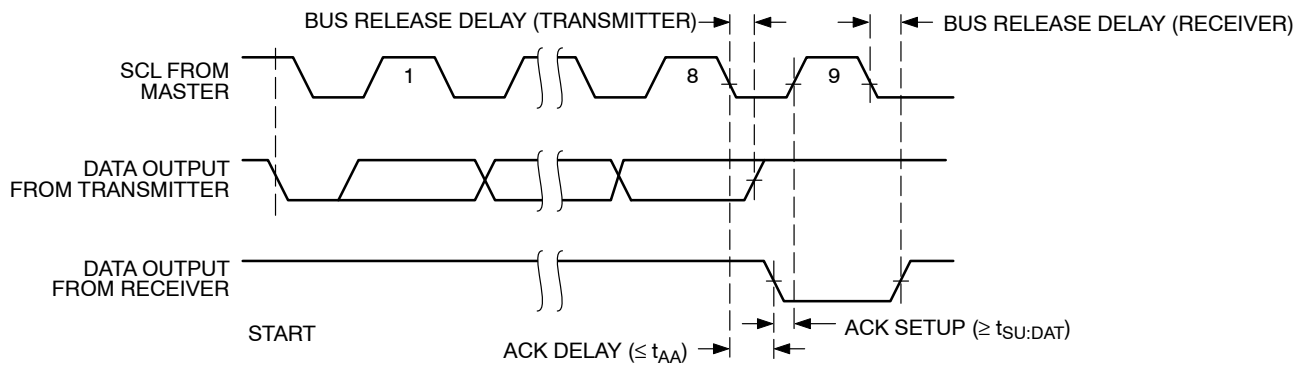 BUS RELEASE DELAY (TRANSMITTER)
BUS RELEASE DELAY (RECEIVER)
SCL FROM
MASTER
1
8
9
DATA OUTPUT
FROM TRANSMITTER
DATA OUTPUT
FROM RECEIVER
START
ACK SETUP (≥ tSU:DAT)
ACK DELAY (≤ tAA)